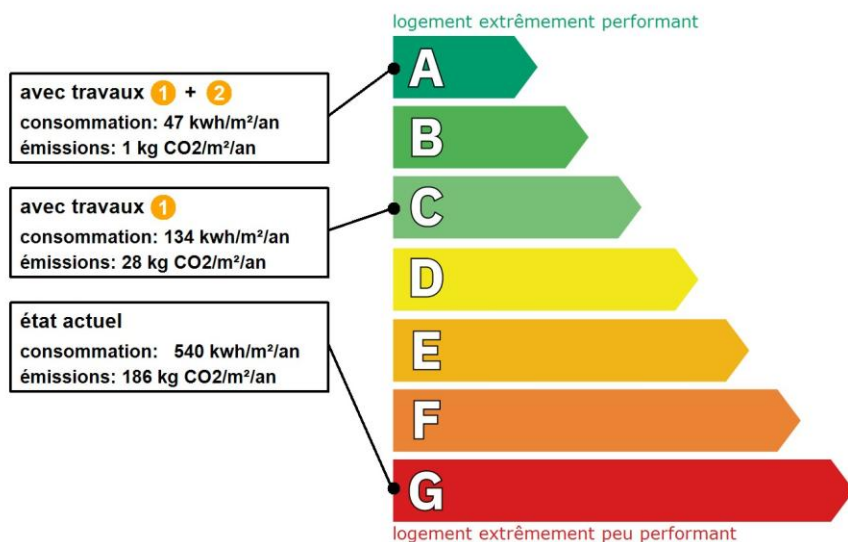 logement extrêmement performant
A
avec travaux 1 + 2
consommation: 47 kwh/m²/an
émissions: 1 kg CO2/m²/an
B
avec travaux 1
consommation: 134 kwh/m²/an
émissions: 28 kg CO2/m²/an
C
D
état actuel
consommation: 540 kwh/m²/an
émissions: 186 kg CO2/m²/an
E
F
G
logement extrêmement peu performant